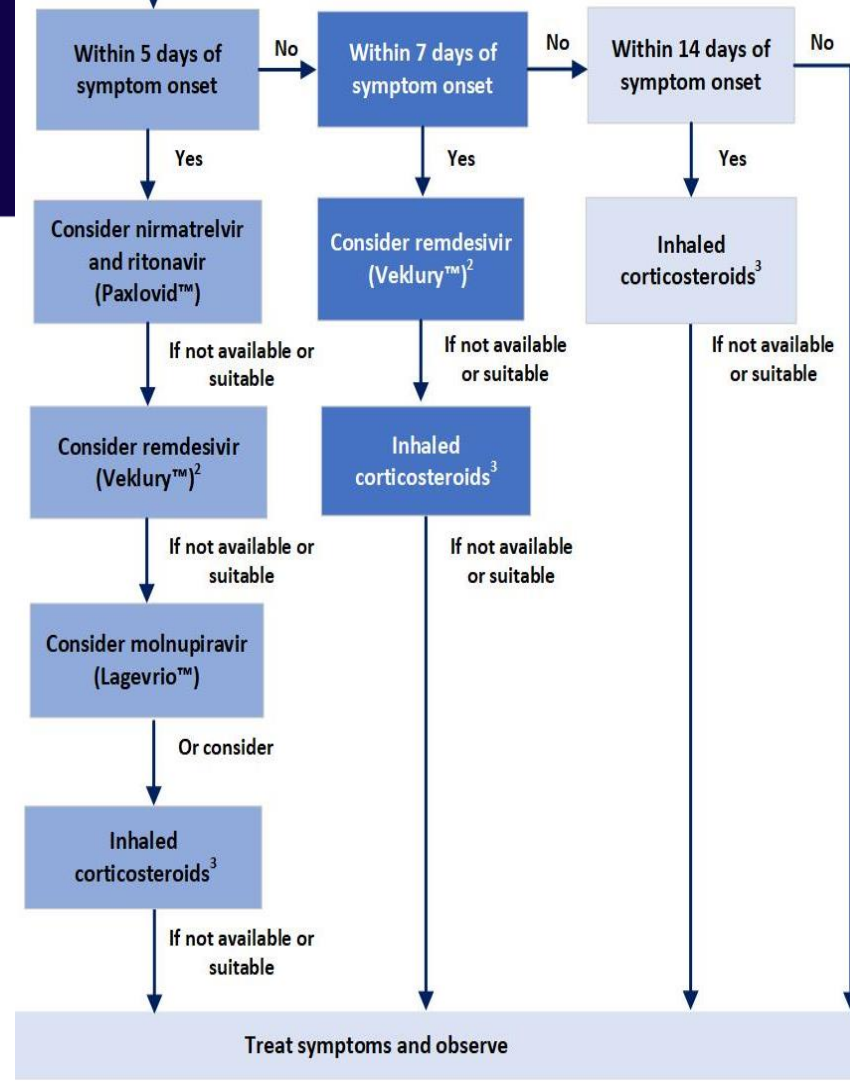 Within 5 days of
symptom onset
No
Within 7 days of
symptom onset
No
Within 14 days of
symptom onset
No
Yes
Yes
Yes
Consider nirmatrelvir
and ritonavir
(Paxlovid™)
Consider remdesivir
(Veklury™)²
Inhaled
corticosteroids³
If not available or
suitable
If not available
or suitable
If not available
or suitable
Consider remdesivir
(Veklury™)²
Inhaled
corticosteroids³
If not available or
suitable
If not available
or suitable
Consider molnupiravir
(Lagevrio™)
Or consider
Inhaled
corticosteroids³
If not available or
suitable
Treat symptoms and observe